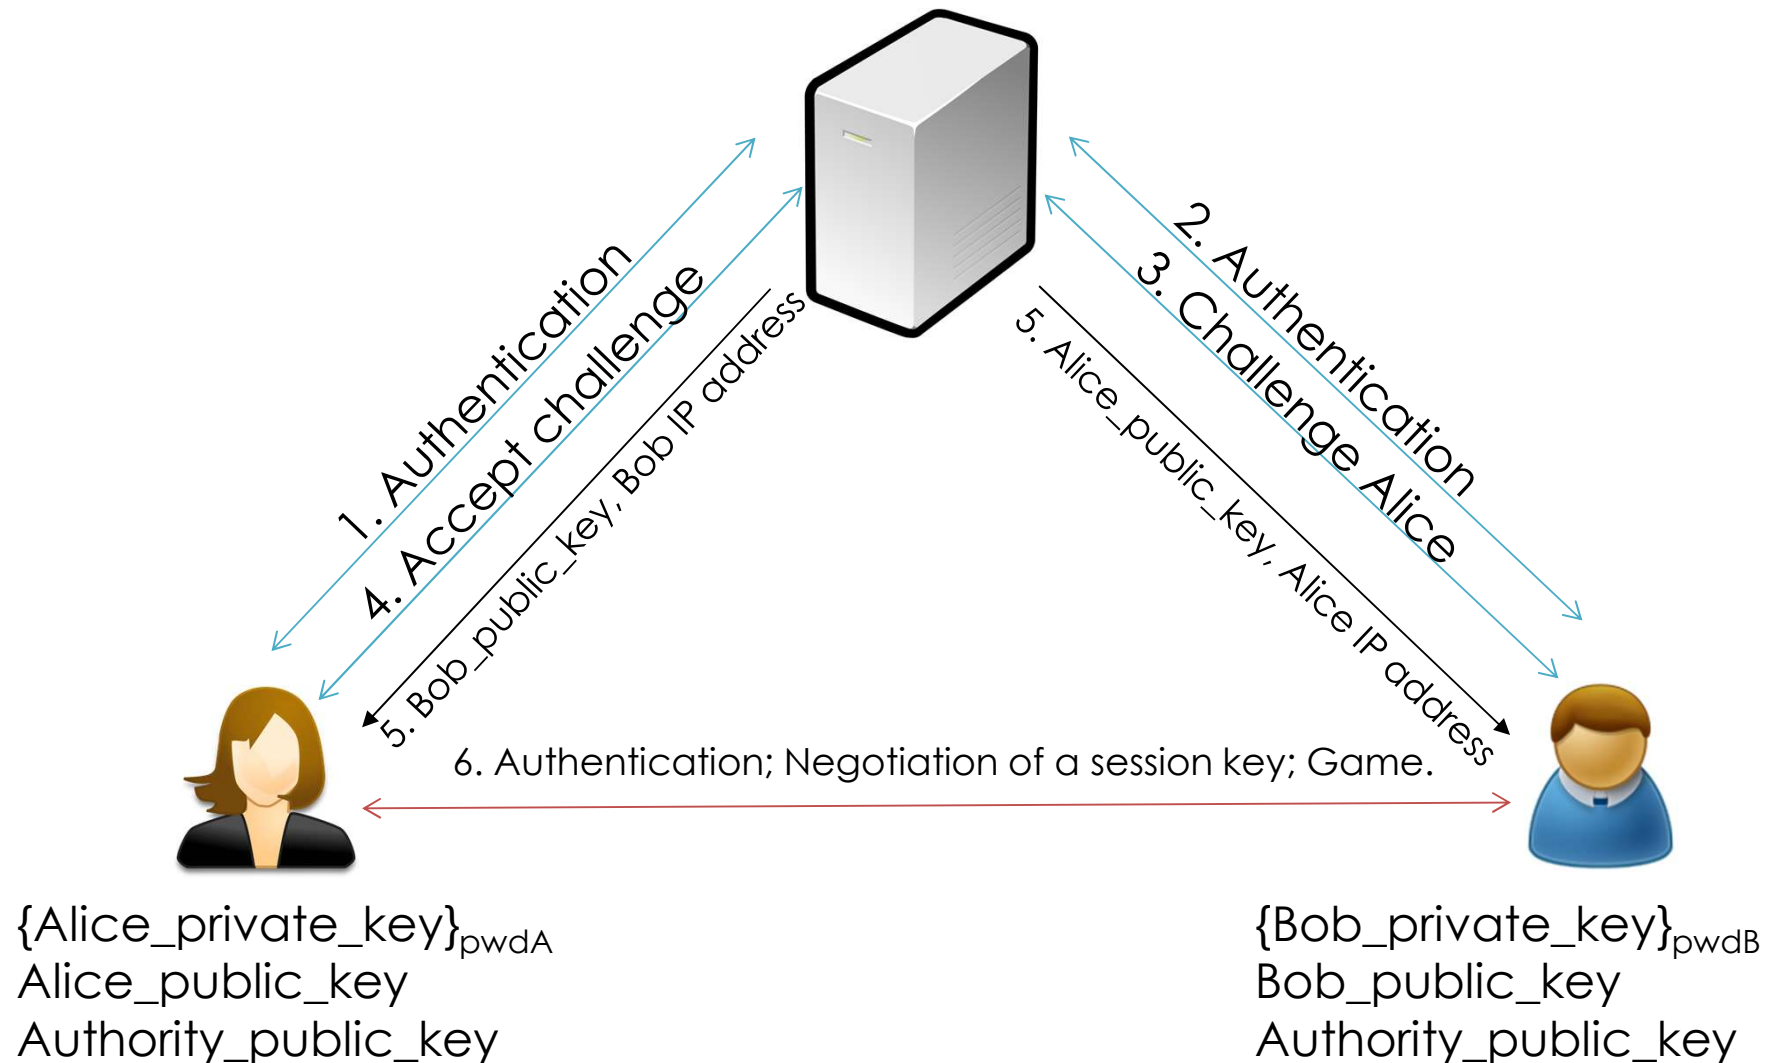 1. Authentication
4. Accept challenge
5. Bob_public_key, Bob IP address
2. Authentication
3. Challenge Alice
5. Alice_public_key, Alice IP address
6. Authentication; Negotiation of a session key; Game.
{Alice_private_key}pwdA
Alice_public_key
Authority_public_key
{Bob_private_key}pwdB
Bob_public_key
Authority_public_key